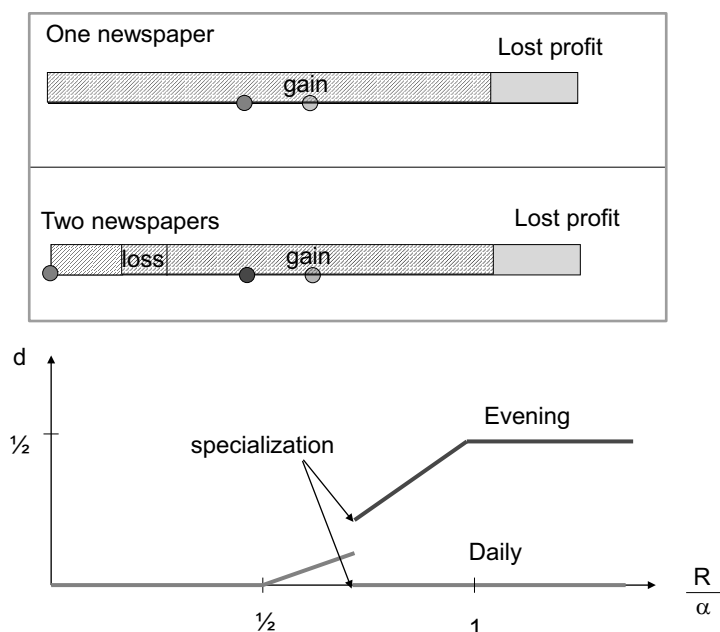 One newspaper
Lost profit
gain
Two newspapers
Lost profit
loss
gain
d
½
Evening
specialization
Daily
R
α
½
1